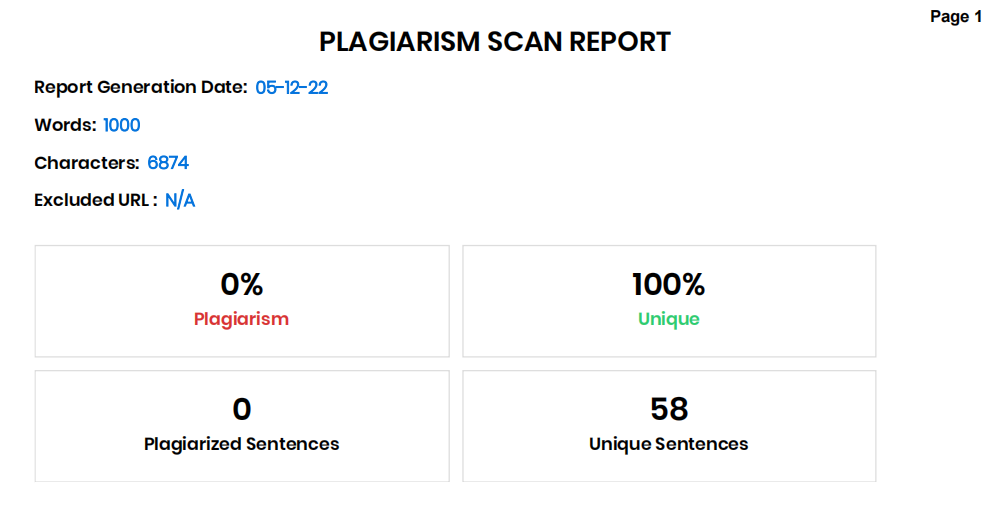 Page 1
PLAGIARISM SCAN REPORT
Report Generation Date: 05-12-22
Words: 1000
Characters: 6874
Excluded URL : N/A
0%
Plagiarism
100%
Unique
0
Plagiarized Sentences
58
Unique Sentences